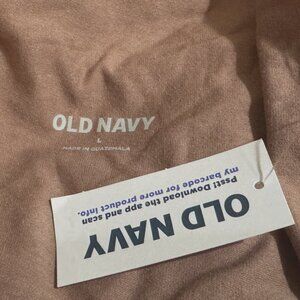 OLD NAVY
L
MADE IN GUATEMALA
Psst! Download the app and scan
my barcode for more product info.
OLD NAVY